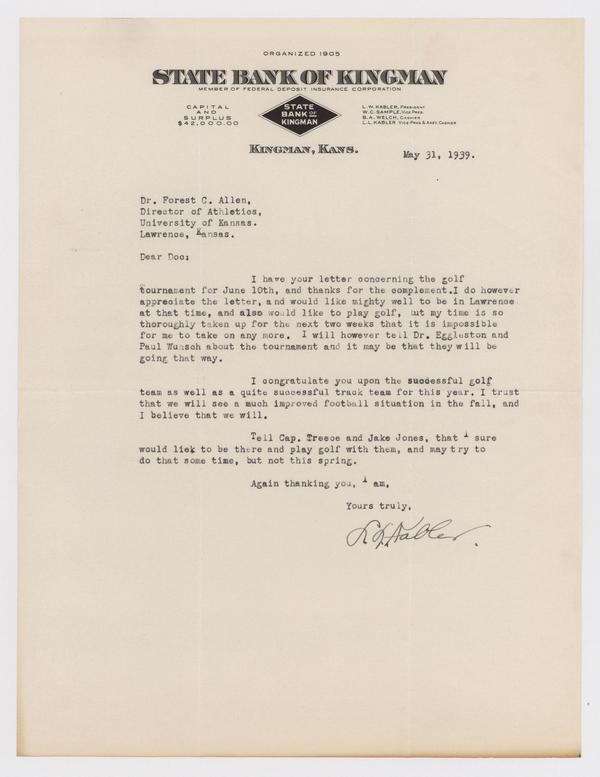 ORGANIZED 1905
STATE BANK OF KINGMAN
MEMBER OF FEDERAL DEPOSIT INSURANCE CORPORATION
CAPITAL
AND
SURPLUS
$42,000.00
STATE
BANK OF
KINGMAN
L.W. KABLER, PRESIDENT
W.C. SAMPLE, VICE PRES.
B.A. WELCH, CASHIER
L.L. KABLER VICE PRES & ASST. CASHIER
KINGMAN, KANS.
May 31, 1939.
Dr. Forest C. Allen,
Director of Athletics,
University of Kansas.
Lawrence, Kansas.
Dear Doc:
I have your letter concerning the golf
tournament for June 10th, and thanks for the complement.I do however
appreciate the letter, and would like mighty well to be in Lawrence
at that time, and also would like to play golf, but my time is so
thoroughly taken up for the next two weeks that it is impossible
for me to take on any more. I will however tell Dr. Eggleston and
Paul Wunsch about the tournament and it may be that they will be
going that way.
I congratulate you upon the successful golf
team as well as a quite successful track team for this year. I trust
that we will see a much improved football situation in the fall, and
I believe that we will.
Tell Cap. Treece and Jake Jones, that I sure
would liek to be there and play golf with them, and may try to
do that some time, but not this spring.
Again thanking you, I am,
Yours truly,
L L Kabler.